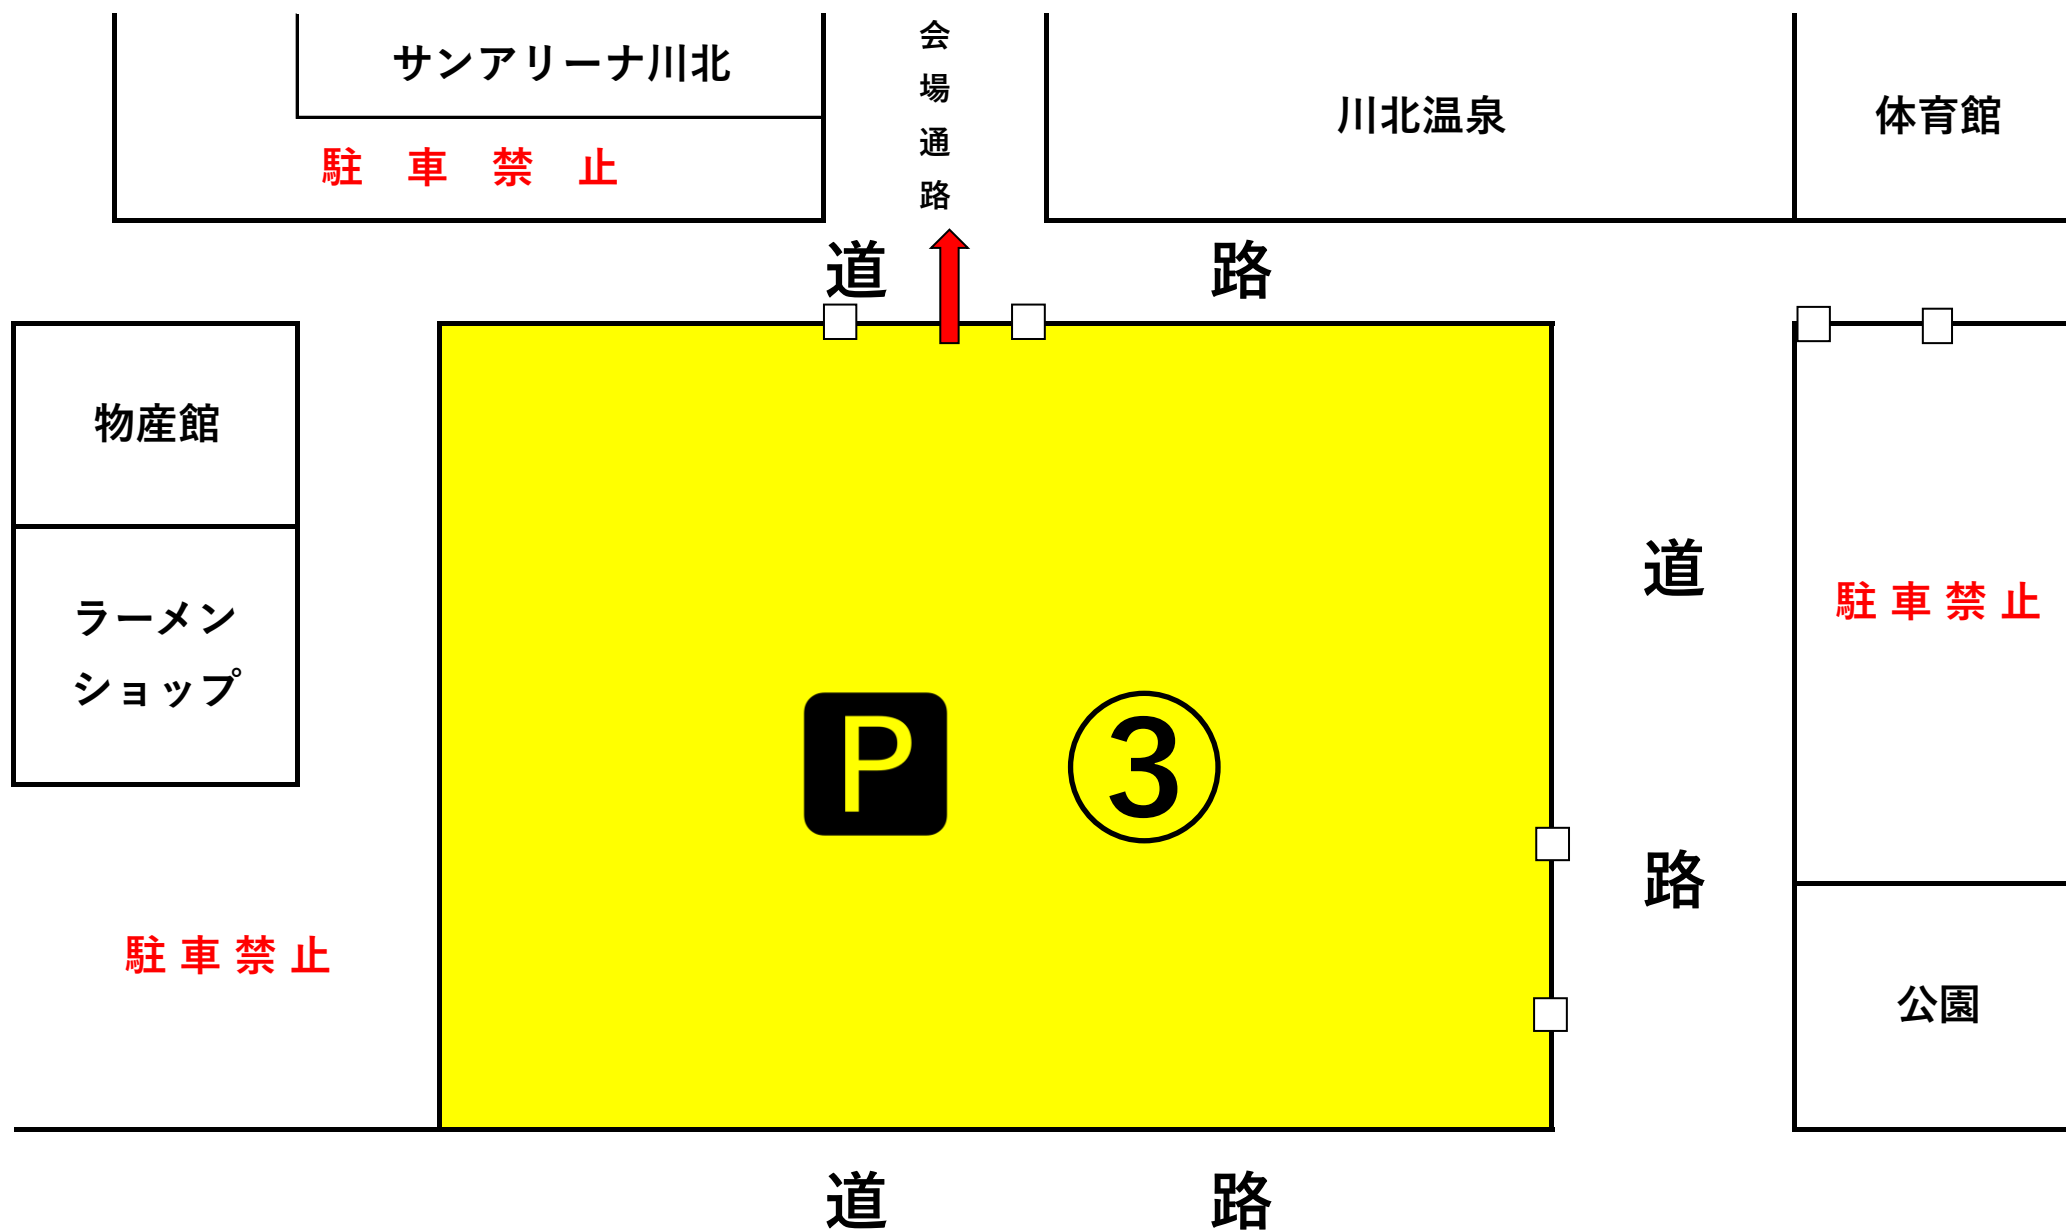 サンアリーナ川北
駐車禁止
会場通路
川北温泉
体育館
道路
物産館
ラーメン
ショップ
P
③
道路
駐車禁止
駐車禁止
公園
道路